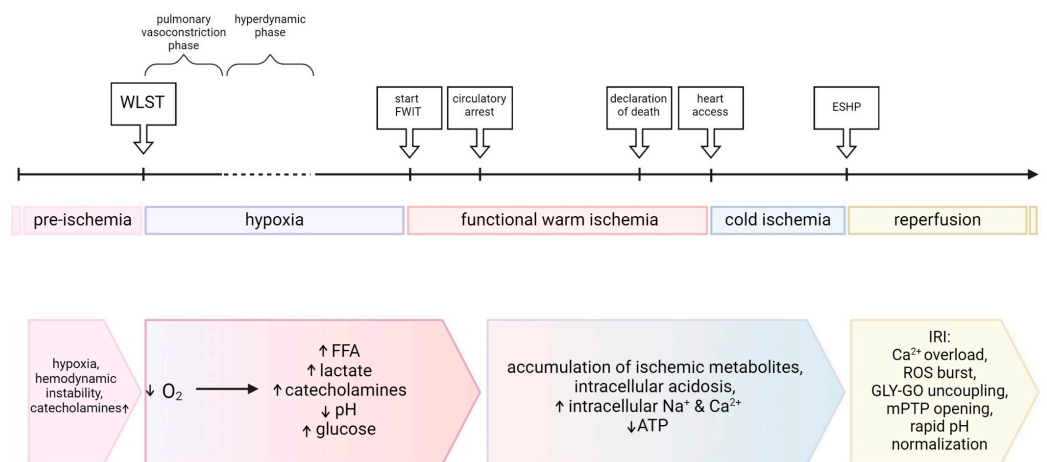 pulmonary
vasoconstriction
phase
hyperdynamic
phase
WLST
start
FWIT
circulatory
arrest
declaration
of death
heart
access
ESHP
pre-ischemia
hypoxia
functional warm ischemia
cold ischemia
reperfusion
hypoxia,
hemodynamic
instability,
catecholamines↑
↓ O₂
↑ FFA
↑ lactate
↑ catecholamines
↓ pH
↑ glucose
accumulation of ischemic metabolites,
intracellular acidosis,
↑ intracellular Na⁺ & Ca²⁺
↓ATP
IRI:
Ca²⁺ overload,
ROS burst,
GLY-GO uncoupling,
mPTP opening,
rapid pH
normalization